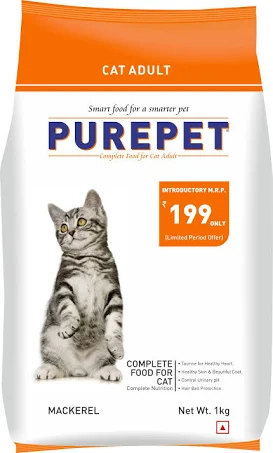 CAT ADULT
Smart food for a smarter pet
PUREPET
Complete Food for Cat Adult
INTRODUCTORY M.R.P.
₹ 199 ONLY
(Limited Period Offer)
COMPLETE
FOOD FOR
CAT
Complete Nutrition
• Taurine for Healthy Heart
• Healthy Skin & Beautiful Coat
• Control Urinary pH
• Hair Ball Protection
MACKEREL
Net Wt. 1kg